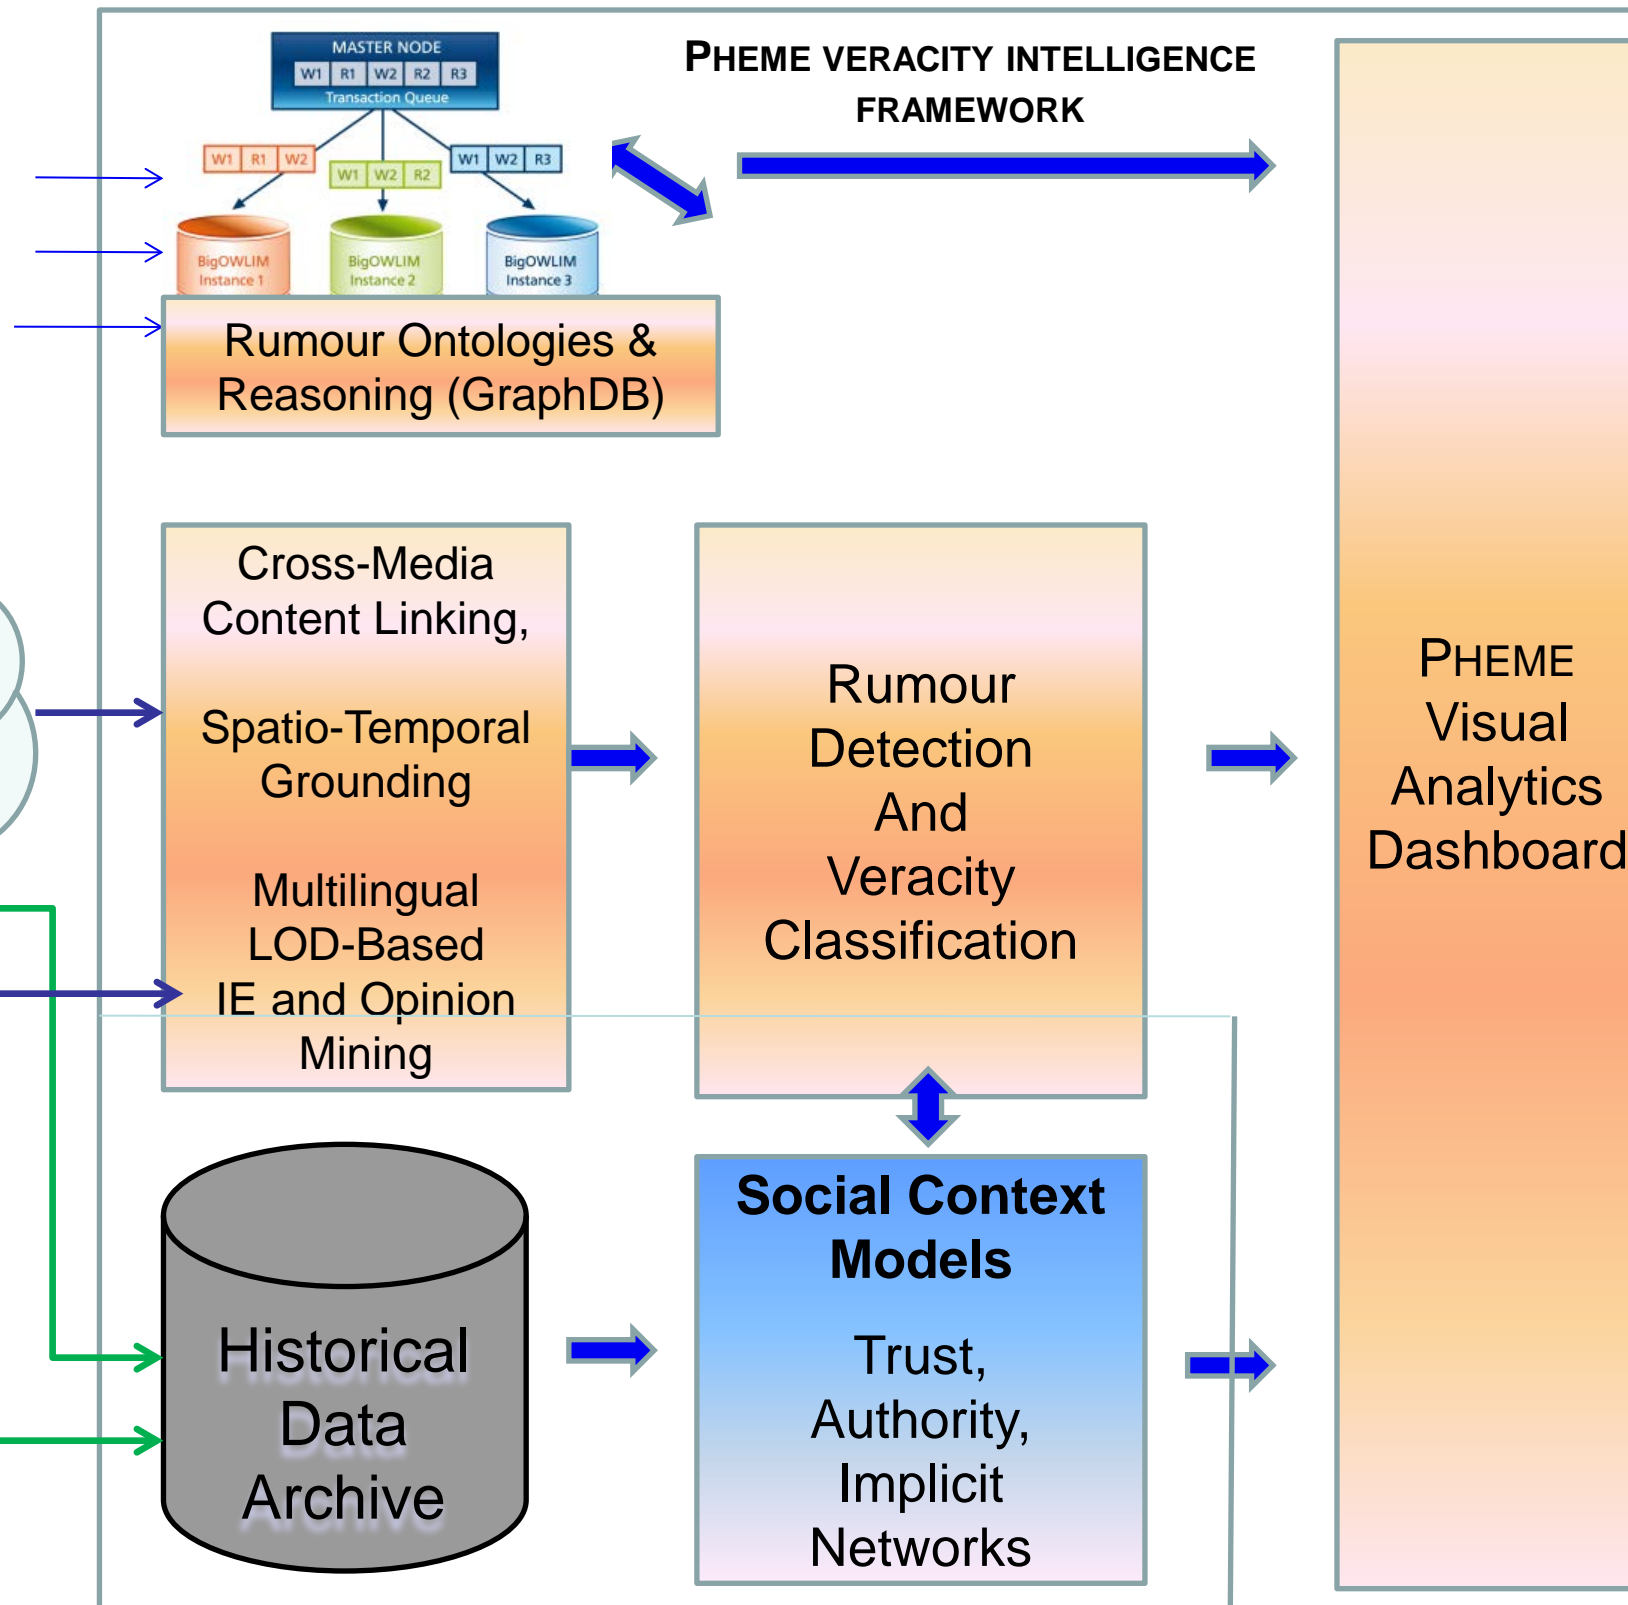 MASTER NODE
W1 R1 W2 R2 R3
Transaction Queue
PHEME VERACITY INTELLIGENCE
FRAMEWORK
W1 R1 W2
W1 W2 R2
W1 W2 R3
BigOWLIM
Instance 1
BigOWLIM
Instance 2
BigOWLIM
Instance 3
Rumour Ontologies &
Reasoning (GraphDB)
Cross-Media
Content Linking,
Spatio-Temporal
Grounding
Multilingual
LOD-Based
IE and Opinion
Mining
Rumour
Detection
And
Veracity
Classification
PHEME
Visual
Analytics
Dashboard
Historical
Data
Archive
Social Context
Models
Trust,
Authority,
Implicit
Networks